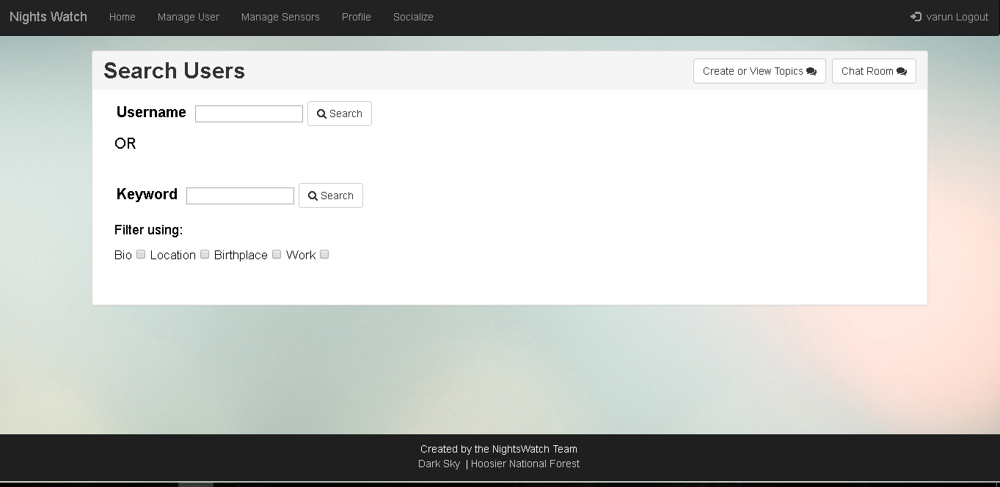 Nights Watch Home Manage User Manage Sensors Profile Socialize varun Logout
Search Users Create or View Topics Chat Room
Username Search
OR
Keyword Search
Filter using:
Bio Location Birthplace Work
Created by the NightsWatch Team
Dark Sky | Hoosier National Forest